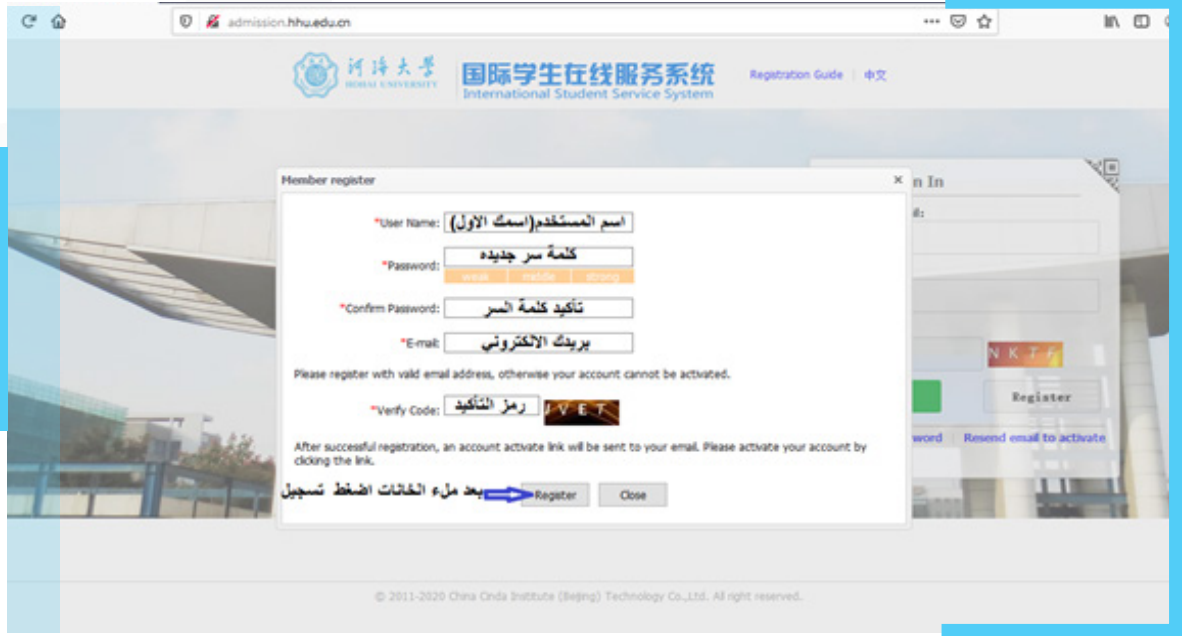 admission.hhu.edu.cn
河海大学
HOHAI UNIVERSITY
国际学生在线服务系统
International Student Service System
Registration Guide | 中文
Member register
n In
*User Name: اسم المستخدم(اسمك الاول)
*Password: كلمة سر جديده
weak middle strong
*Confirm Password: تأكيد كلمة السر
*E-mail: بريدك الالكتروني
Please register with valid email address, otherwise your account cannot be activated.
NKTF
*Verify Code: رمز التأكيد JVET
Register
After successful registration, an account activate link will be sent to your email. Please activate your account by
clicking the link.
word Resend email to activate
بعد ملء الخانات اضغط تسجيل
Register Close
© 2011-2020 China Cinda Institute (Beijing) Technology Co.,Ltd. All right reserved.